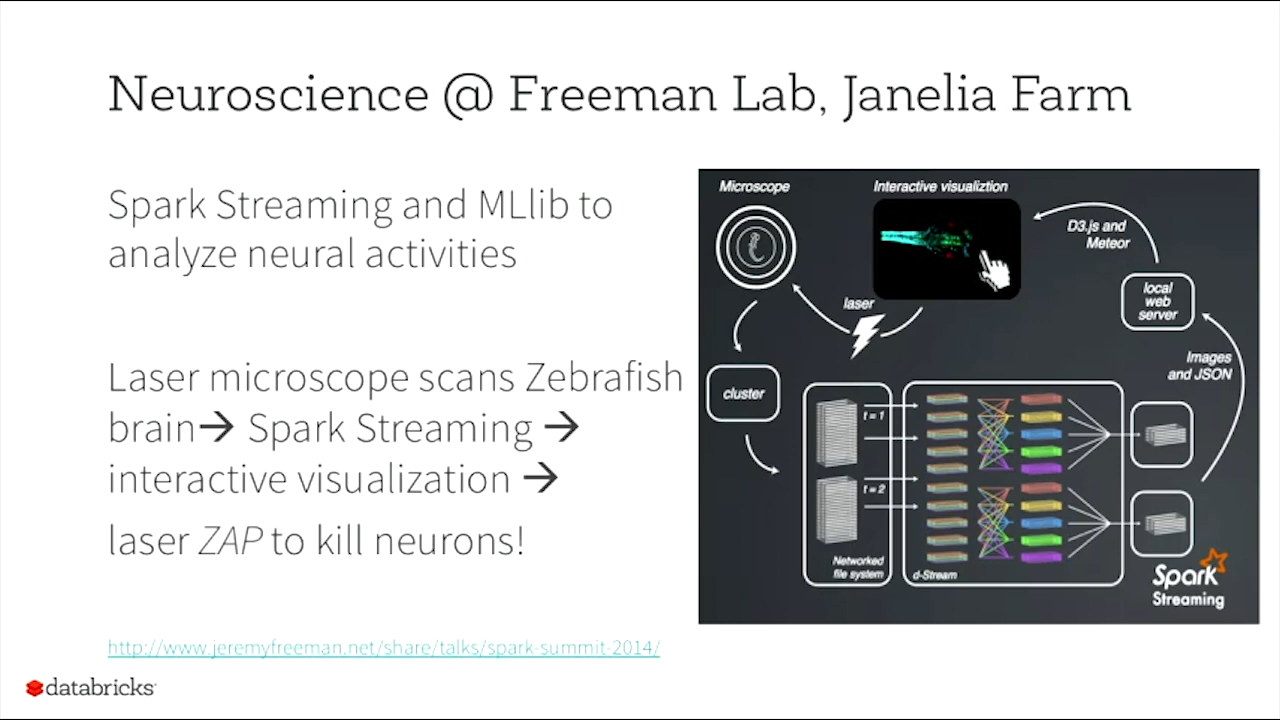 Neuroscience @ Freeman Lab, Janelia Farm
Spark Streaming and MLlib to
analyze neural activities
Laser microscope scans Zebrafish
brain→ Spark Streaming →
interactive visualization →
laser ZAP to kill neurons!
http://www.jeremyfreeman.net/share/talks/spark-summit-2014/
databricks
Microscope
Interactive visualiztion
D3.js and
Meteor
laser
local
web
server
Images
and JSON
cluster
t = 1
t = 2
Networked
file system
d-Stream
Spark
Streaming